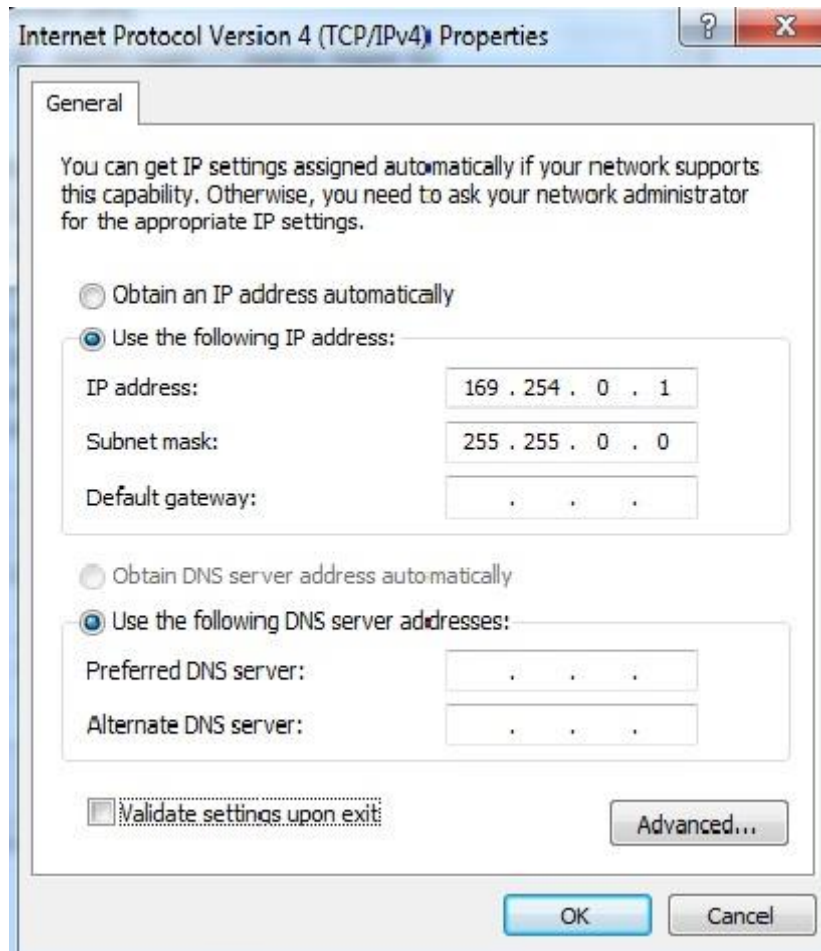 Internet Protocol Version 4 (TCP/IPv4) Properties
?
X
General
You can get IP settings assigned automatically if your network supports
this capability. Otherwise, you need to ask your network administrator
for the appropriate IP settings.
Obtain an IP address automatically
Use the following IP address:
IP address: 169 . 254 . 0 . 1
Subnet mask: 255 . 255 . 0 . 0
Default gateway: . . .
Obtain DNS server address automatically
Use the following DNS server addresses:
Preferred DNS server: . . .
Alternate DNS server: . . .
Validate settings upon exit
Advanced...
OK Cancel